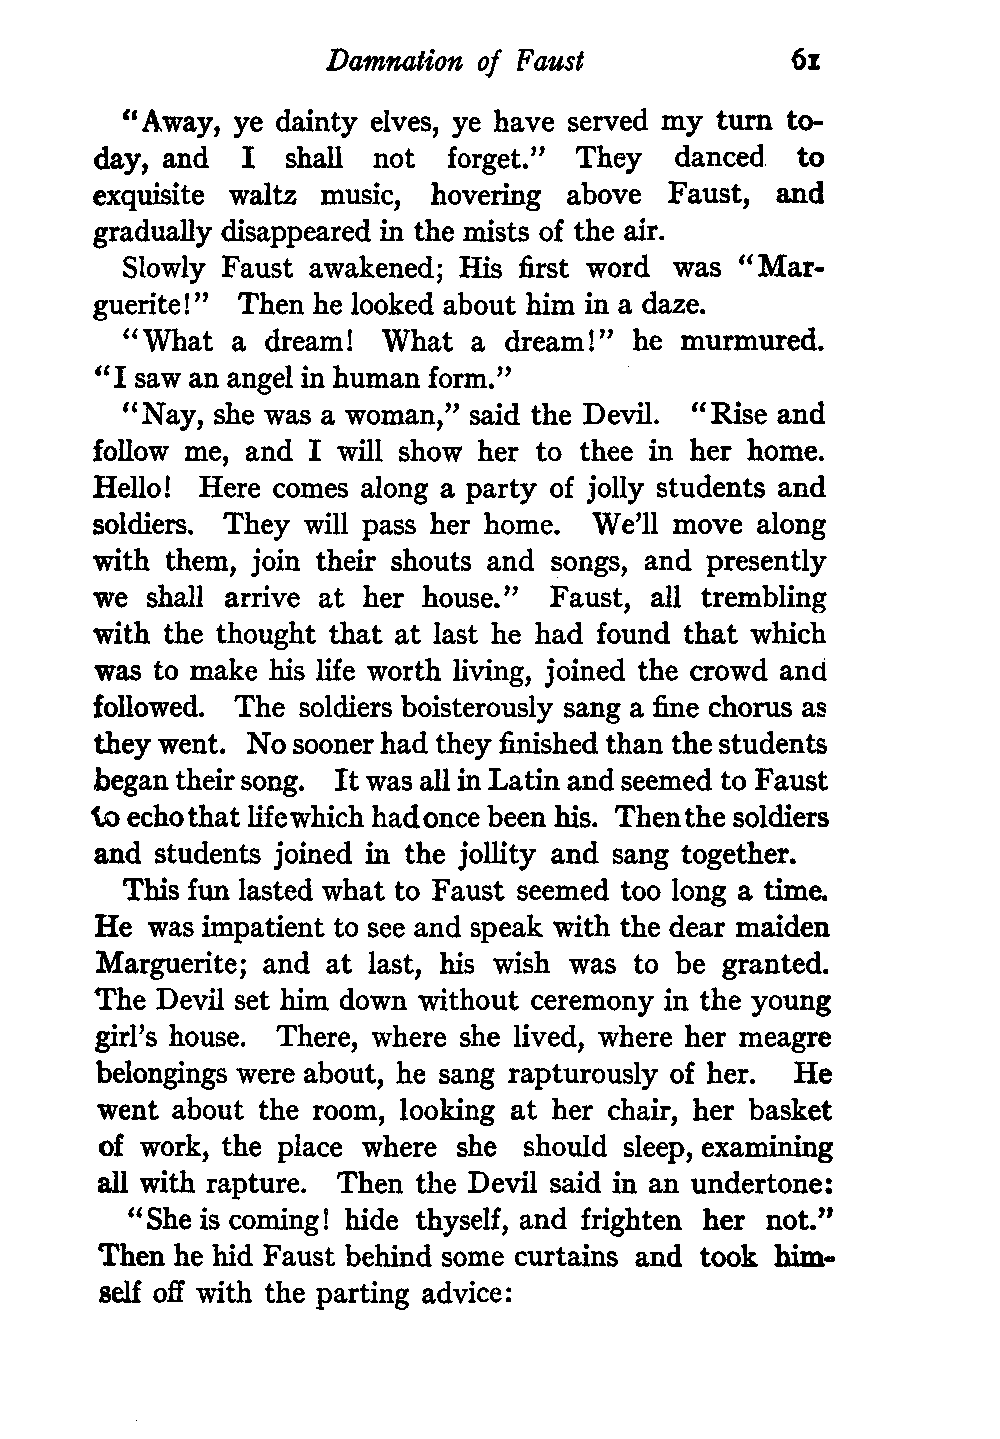 Damnation of Faust 61
"Away, ye dainty elves, ye have served my turn to-
day, and I shall not forget." They danced to
exquisite waltz music, hovering above Faust, and
gradually disappeared in the mists of the air.
Slowly Faust awakened; His first word was "Mar-
guerite!" Then he looked about him in a daze.
"What a dream! What a dream!" he murmured.
"I saw an angel in human form."
"Nay, she was a woman," said the Devil. "Rise and
follow me, and I will show her to thee in her home.
Hello! Here comes along a party of jolly students and
soldiers. They will pass her home. We'll move along
with them, join their shouts and songs, and presently
we shall arrive at her house." Faust, all trembling
with the thought that at last he had found that which
was to make his life worth living, joined the crowd and
followed. The soldiers boisterously sang a fine chorus as
they went. No sooner had they finished than the students
began their song. It was all in Latin and seemed to Faust
to echo that life which had once been his. Then the soldiers
and students joined in the jollity and sang together.
This fun lasted what to Faust seemed too long a time.
He was impatient to see and speak with the dear maiden
Marguerite; and at last, his wish was to be granted.
The Devil set him down without ceremony in the young
girl's house. There, where she lived, where her meagre
belongings were about, he sang rapturously of her. He
went about the room, looking at her chair, her basket
of work, the place where she should sleep, examining
all with rapture. Then the Devil said in an undertone:
"She is coming! hide thyself, and frighten her not."
Then he hid Faust behind some curtains and took him-
self off with the parting advice: